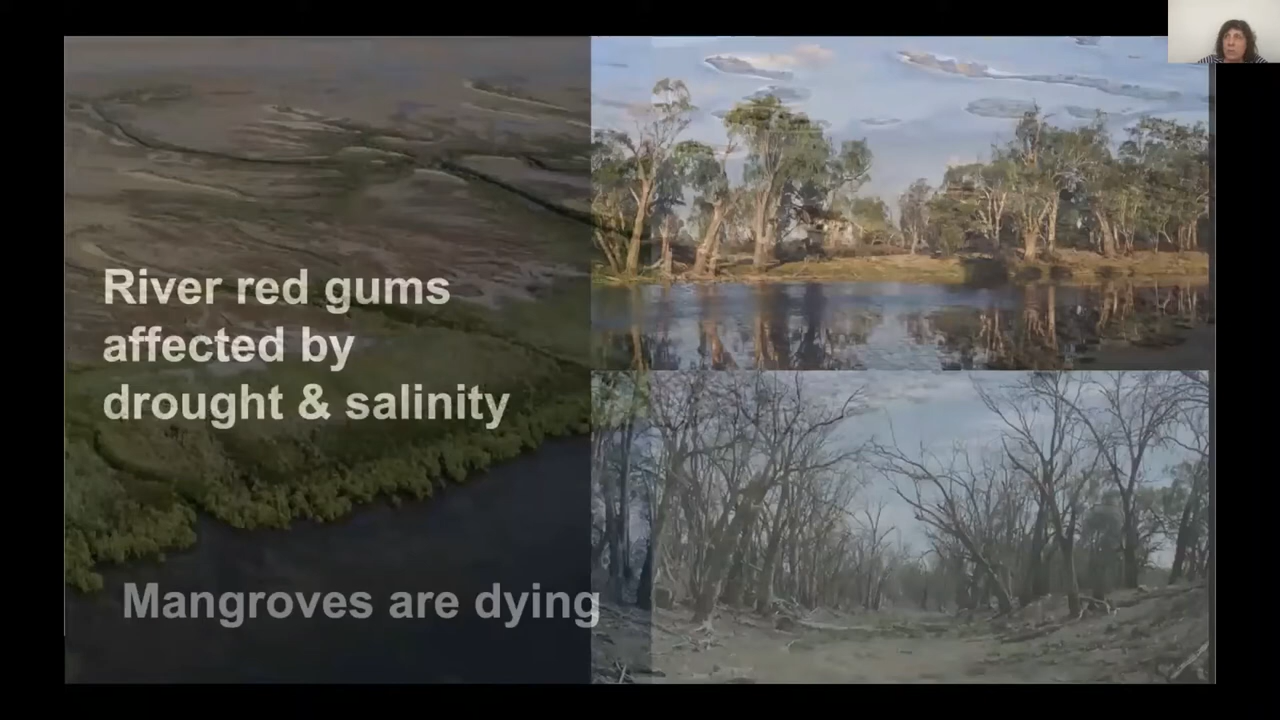 River red gums
affected by
drought & salinity
Mangroves are dying